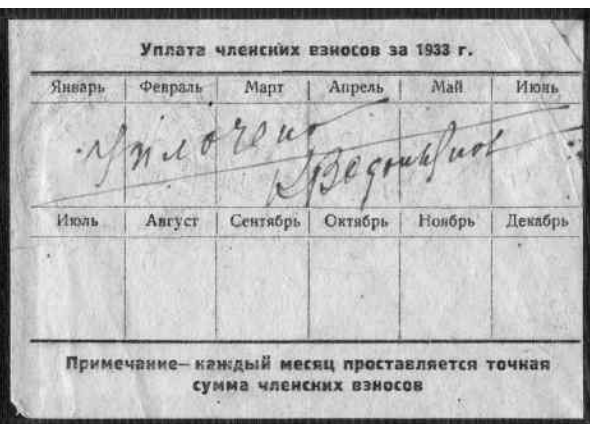 Уплата членских взносов за 1933 г.
Январь Февраль Март Апрель Май Июнь
Уплочено
Июль Август Сентябрь Октябрь Ноябрь Декабрь
Примечание— каждый месяц проставляется точная
сумма членских взносов